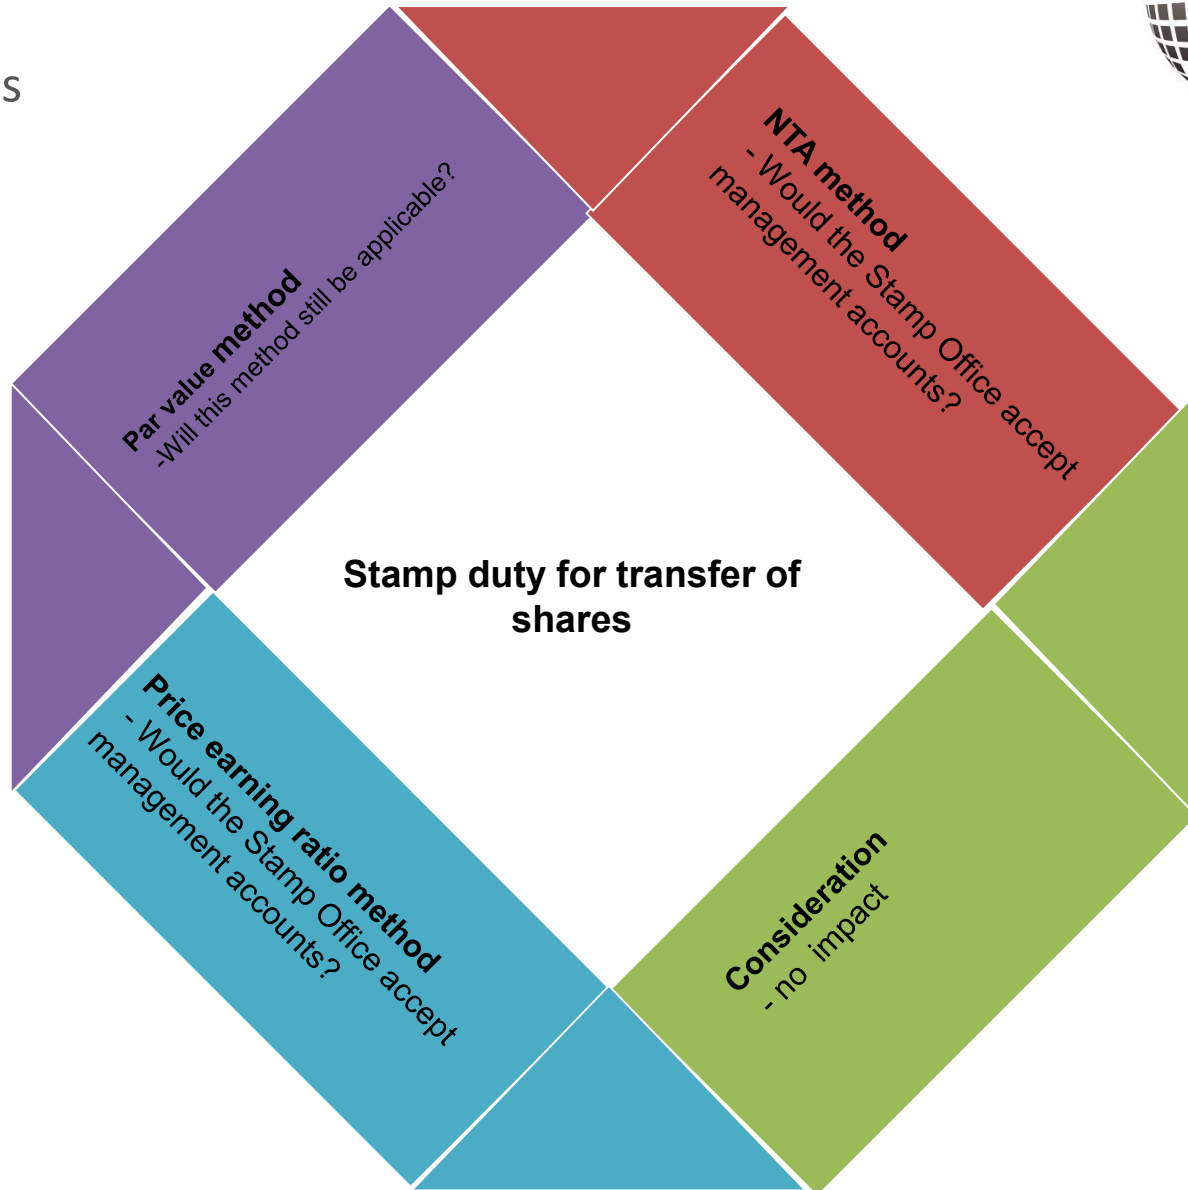 s
Par value method
-Will this method still be applicable?
NTA method
- Would the Stamp Office accept
management accounts?
Stamp duty for transfer of
shares
Price earning ratio method
- Would the Stamp Office accept
management accounts?
Consideration
- no  impact